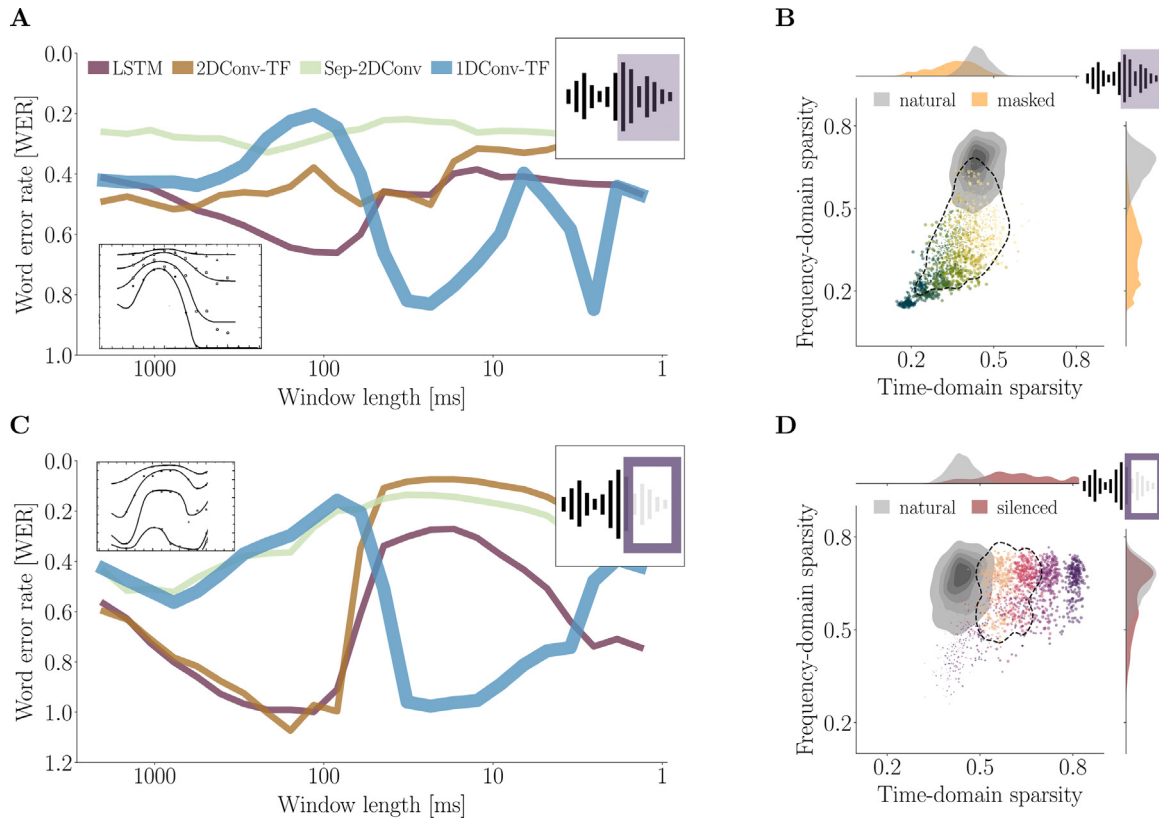 A
0.0
0.2
0.4
0.6
0.8
1.0
Word error rate [WER]
LSTM 2DConv-TF Sep-2DConv 1DConv-TF
1000 100 10 1
Window length [ms]
B
natural masked
0.8
0.5
0.2
Frequency-domain sparsity
0.2 0.5 0.8
Time-domain sparsity
C
0.0
0.2
0.4
0.6
0.8
1.0
1.2
Word error rate [WER]
1000 100 10 1
Window length [ms]
D
natural silenced
0.8
0.5
0.2
Frequency-domain sparsity
0.2 0.5 0.8
Time-domain sparsity